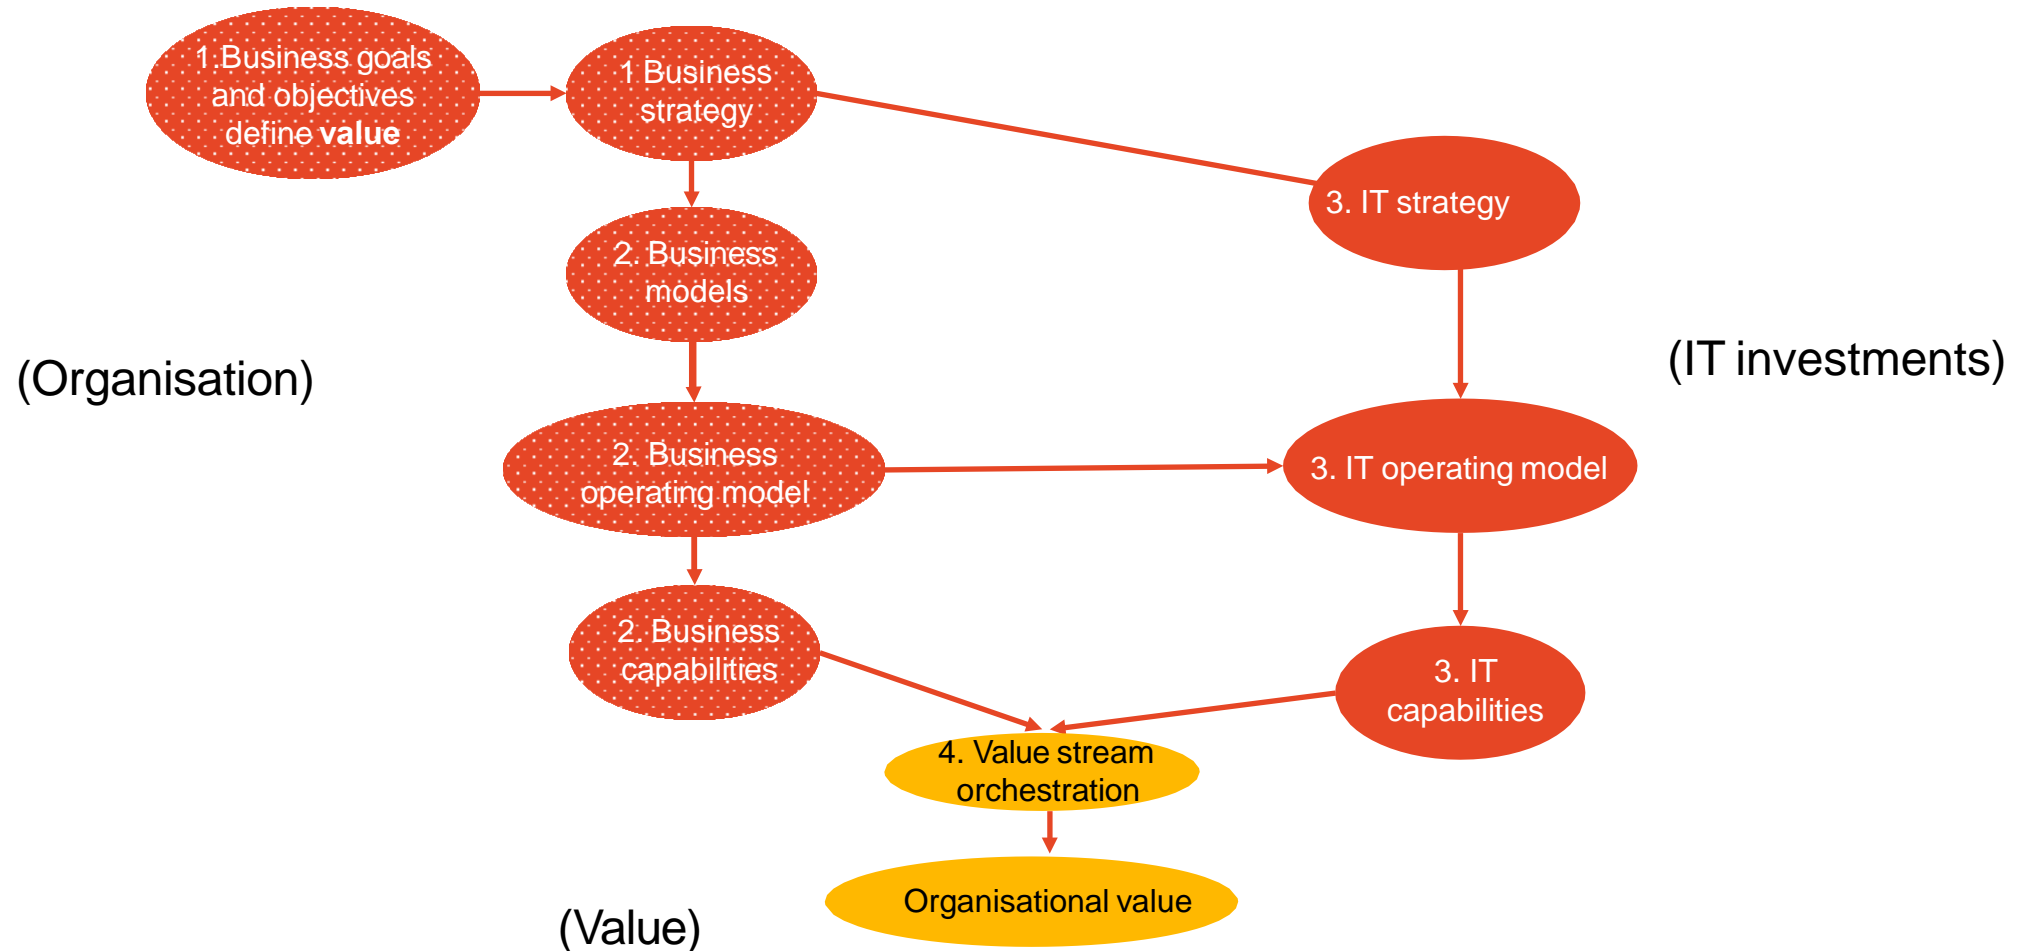 1.Business goals
and objectives
define value
1 Business
strategy
3. IT strategy
2. Business
models
(Organisation)
(IT investments)
2. Business
operating model
3. IT operating model
2. Business
capabilities
3. IT
capabilities
4. Value stream
orchestration
Organisational value
(Value)